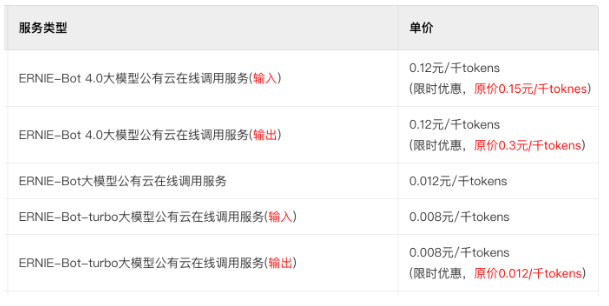 服务类型 单价
ERNIE-Bot 4.0大模型公有云在线调用服务(输入) 0.12元/千tokens
(限时优惠，原价0.15元/千toknes)
ERNIE-Bot 4.0大模型公有云在线调用服务(输出) 0.12元/千tokens
(限时优惠，原价0.3元/千tokens)
ERNIE-Bot大模型公有云在线调用服务 0.012元/千tokens
ERNIE-Bot-turbo大模型公有云在线调用服务(输入) 0.008元/千tokens
ERNIE-Bot-turbo大模型公有云在线调用服务(输出) 0.008元/千tokens
(限时优惠，原价0.012/千tokens)